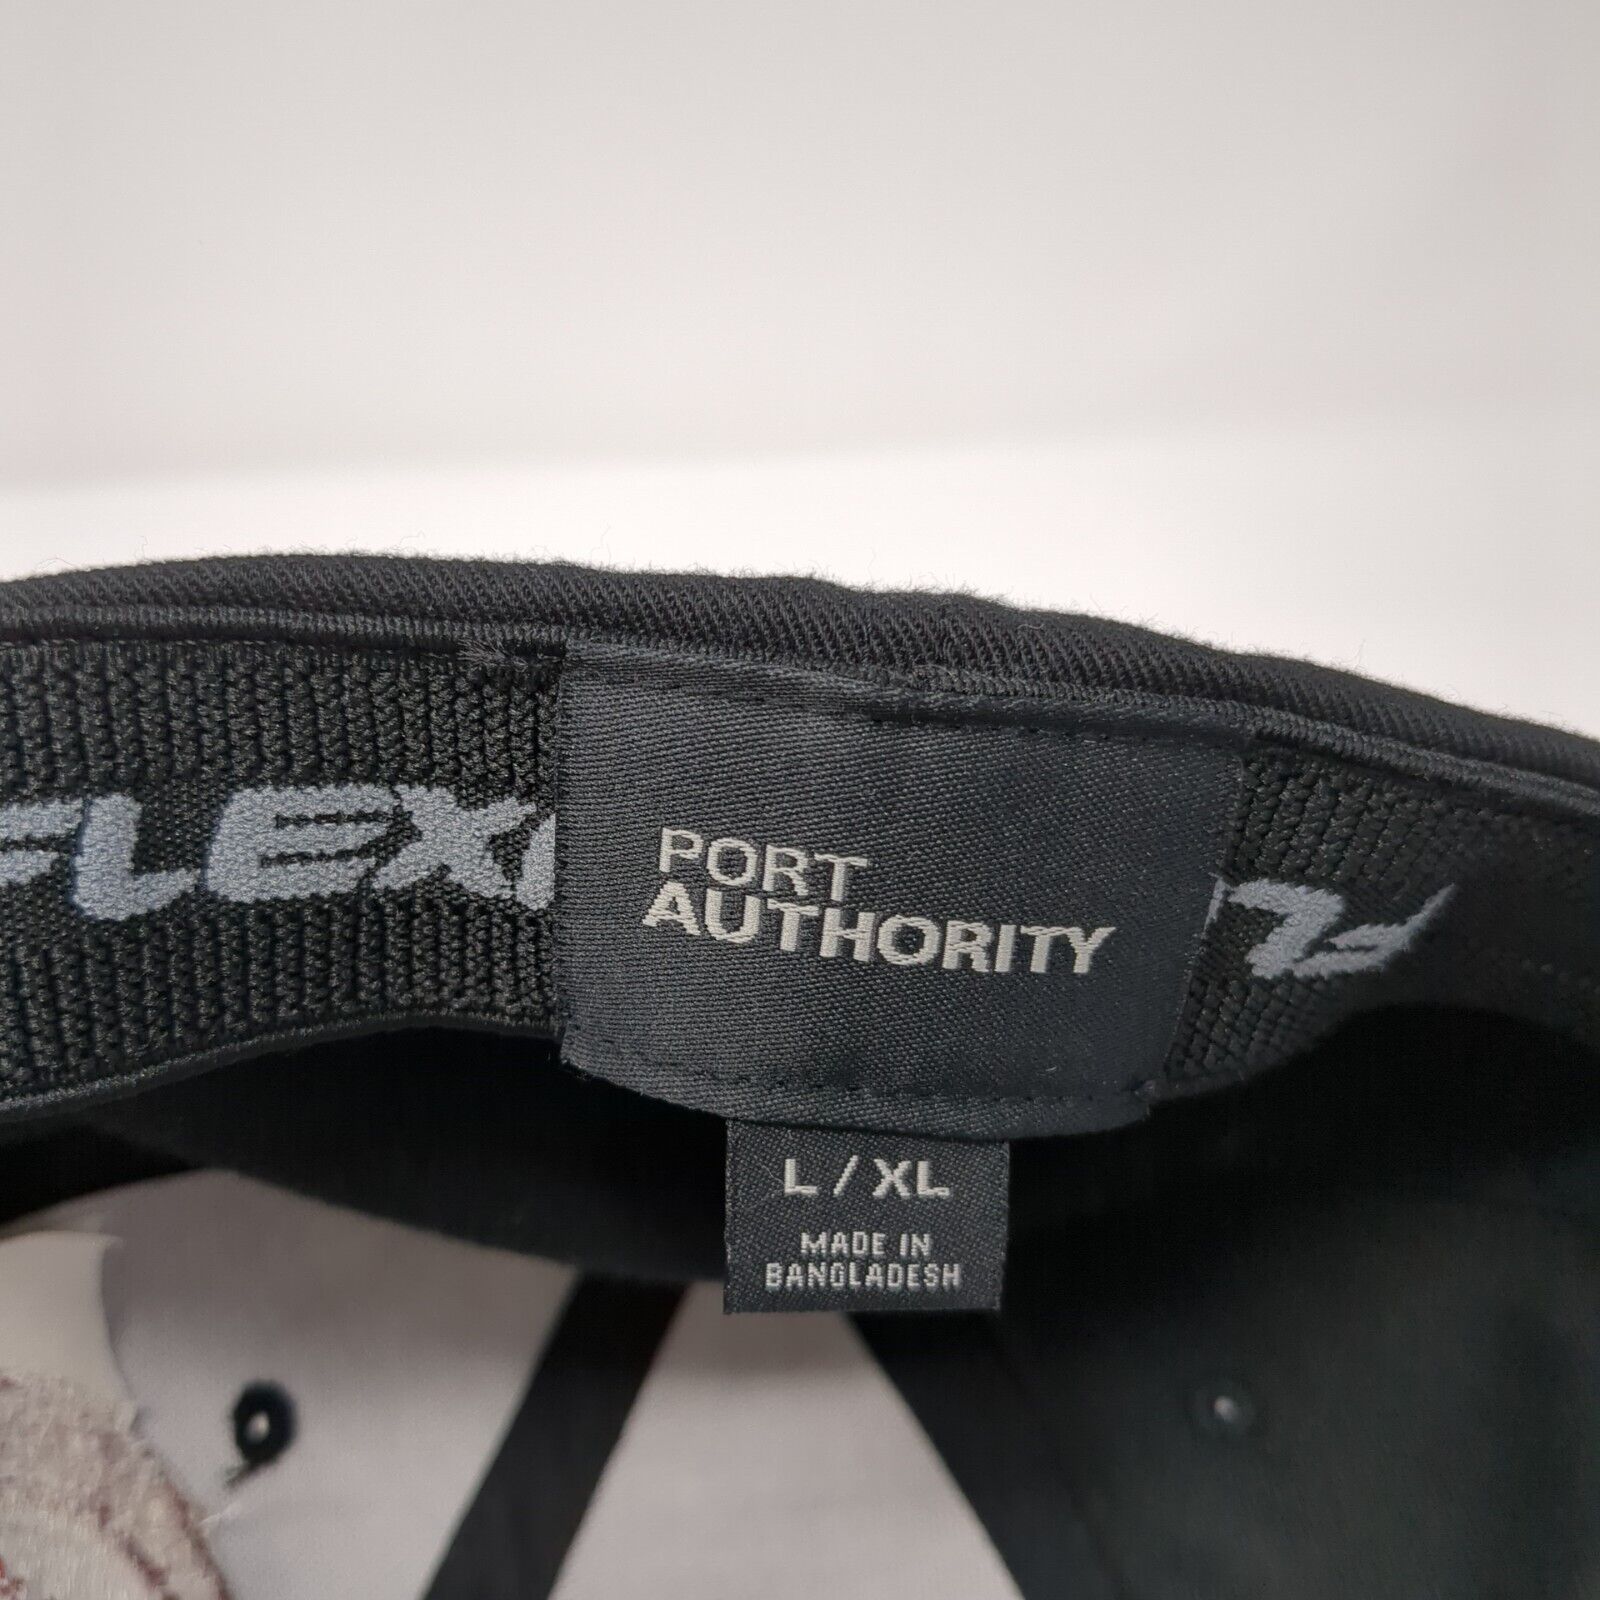 FLEX
PORT
AUTHORITY
L / XL
MADE IN
BANGLADESH